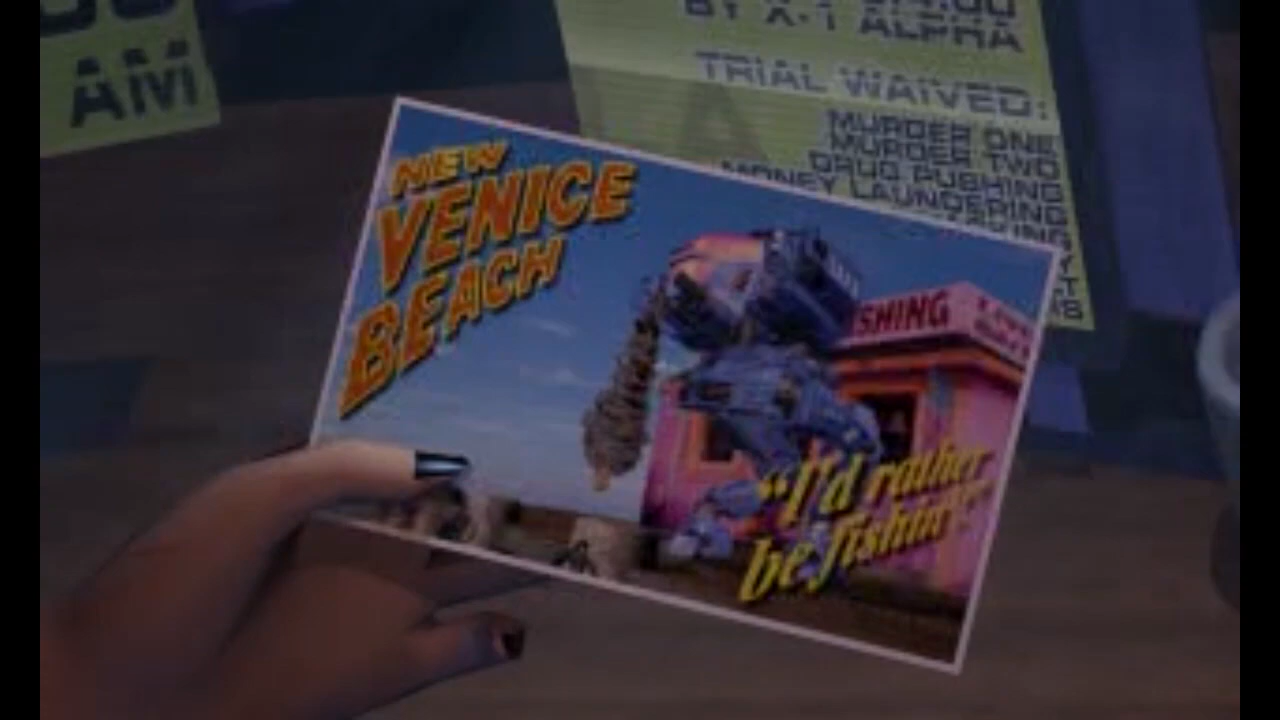 AM
BY X-1 ALPHA
TRIAL WAIVED:
MURDER ONE
MURDER TWO
DRUG PUSHING
MONEY LAUNDERING
NEW
VENICE
BEACH
SHING
"I'd rather
be fishin'"